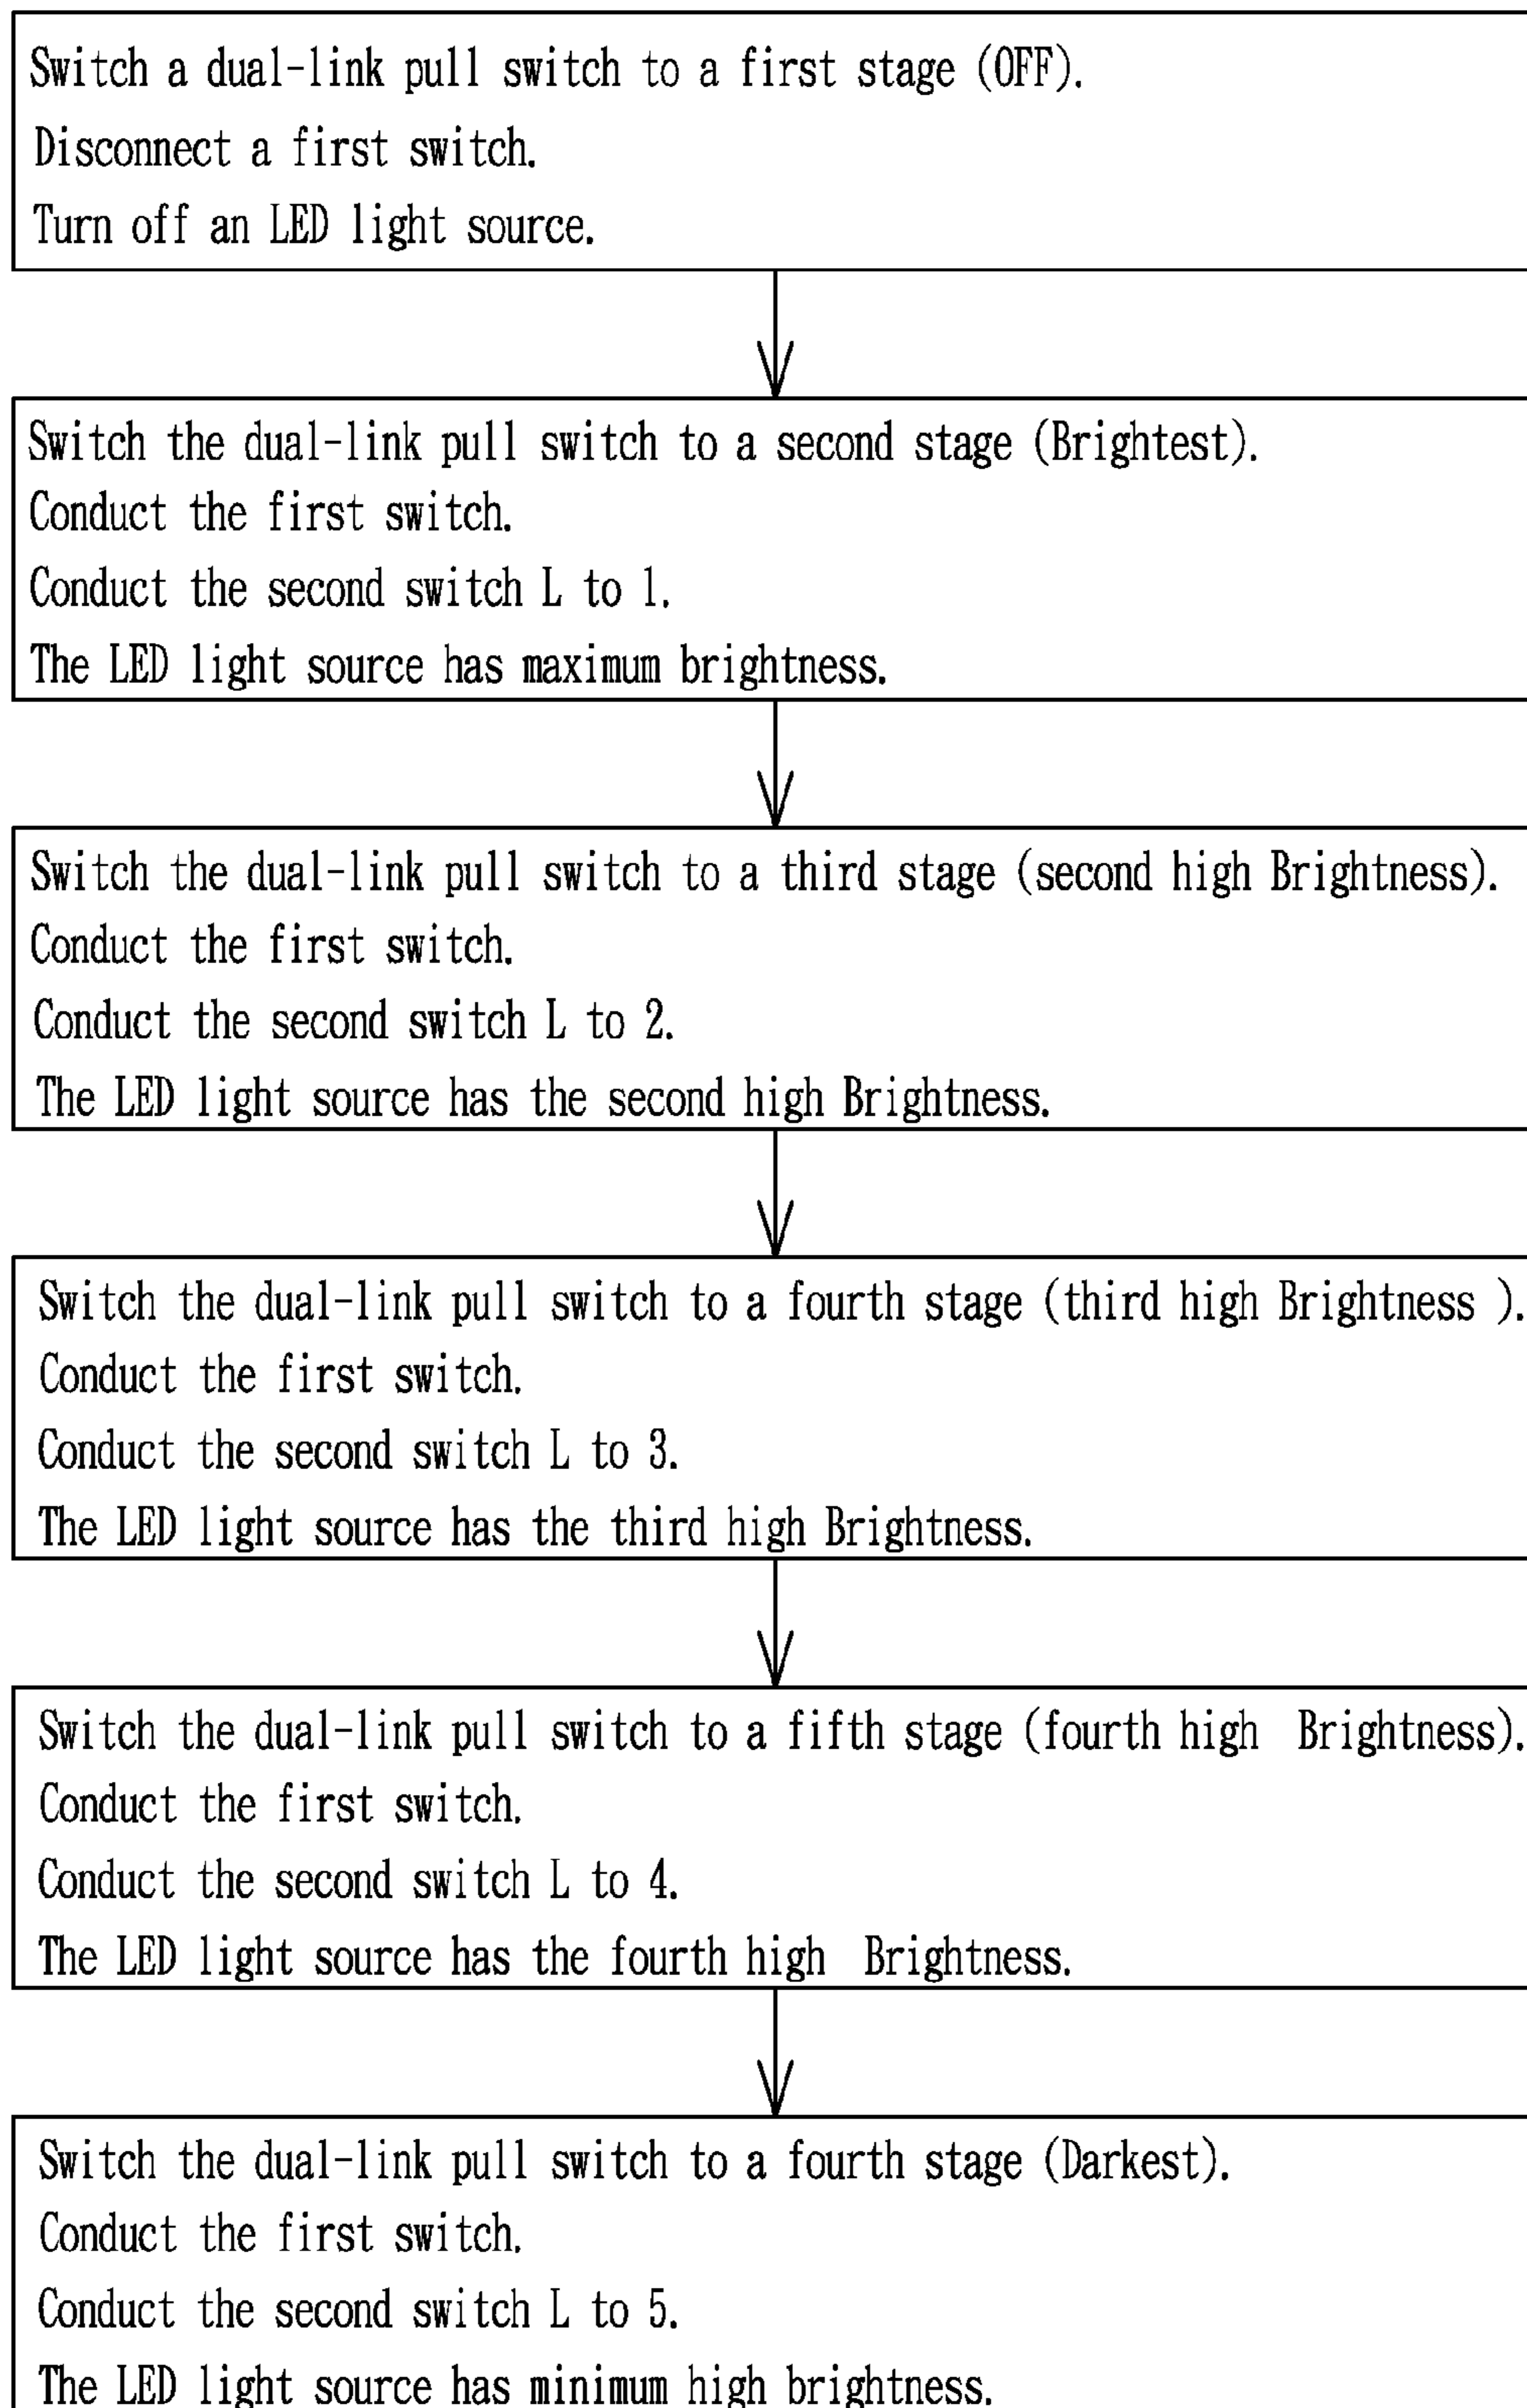 Switch a dual-link pull switch to a first stage (OFF).
Disconnect a first switch.
Turn off an LED light source.
Switch the dual-link pull switch to a second stage (Brightest).
Conduct the first switch.
Conduct the second switch L to 1.
The LED light source has maximum brightness.
Switch the dual-link pull switch to a third stage (second high Brightness).
Conduct the first switch.
Conduct the second switch L to 2.
The LED light source has the second high Brightness.
Switch the dual-link pull switch to a fourth stage (third high Brightness ).
Conduct the first switch.
Conduct the second switch L to 3.
The LED light source has the third high Brightness.
Switch the dual-link pull switch to a fifth stage (fourth high Brightness).
Conduct the first switch.
Conduct the second switch L to 4.
The LED light source has the fourth high Brightness.
Switch the dual-link pull switch to a fourth stage (Darkest).
Conduct the first switch.
Conduct the second switch L to 5.
The LED light source has minimum high brightness.